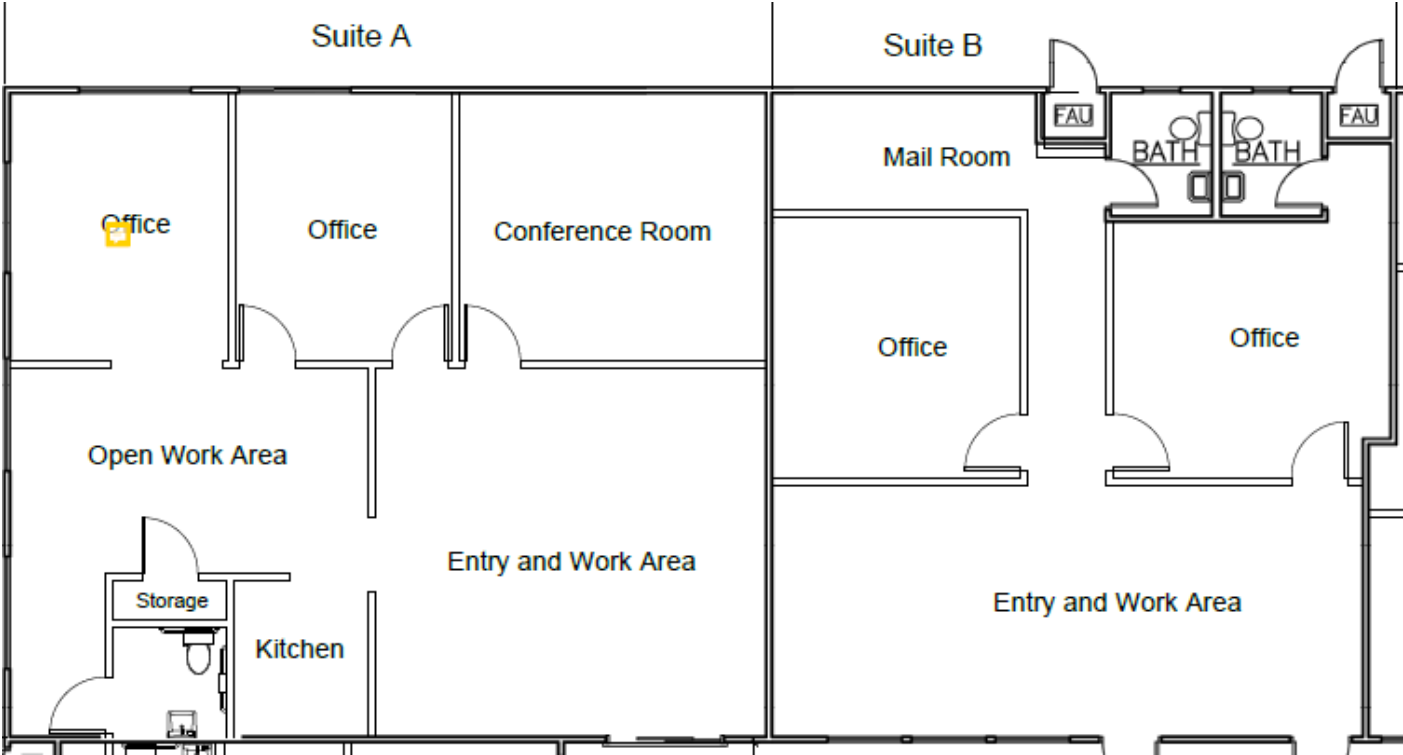 Suite A
Suite B
FAU
FAU
Mail Room
BATH
BATH
Office
Office
Conference Room
Office
Office
Open Work Area
Entry and Work Area
Storage
Entry and Work Area
Kitchen